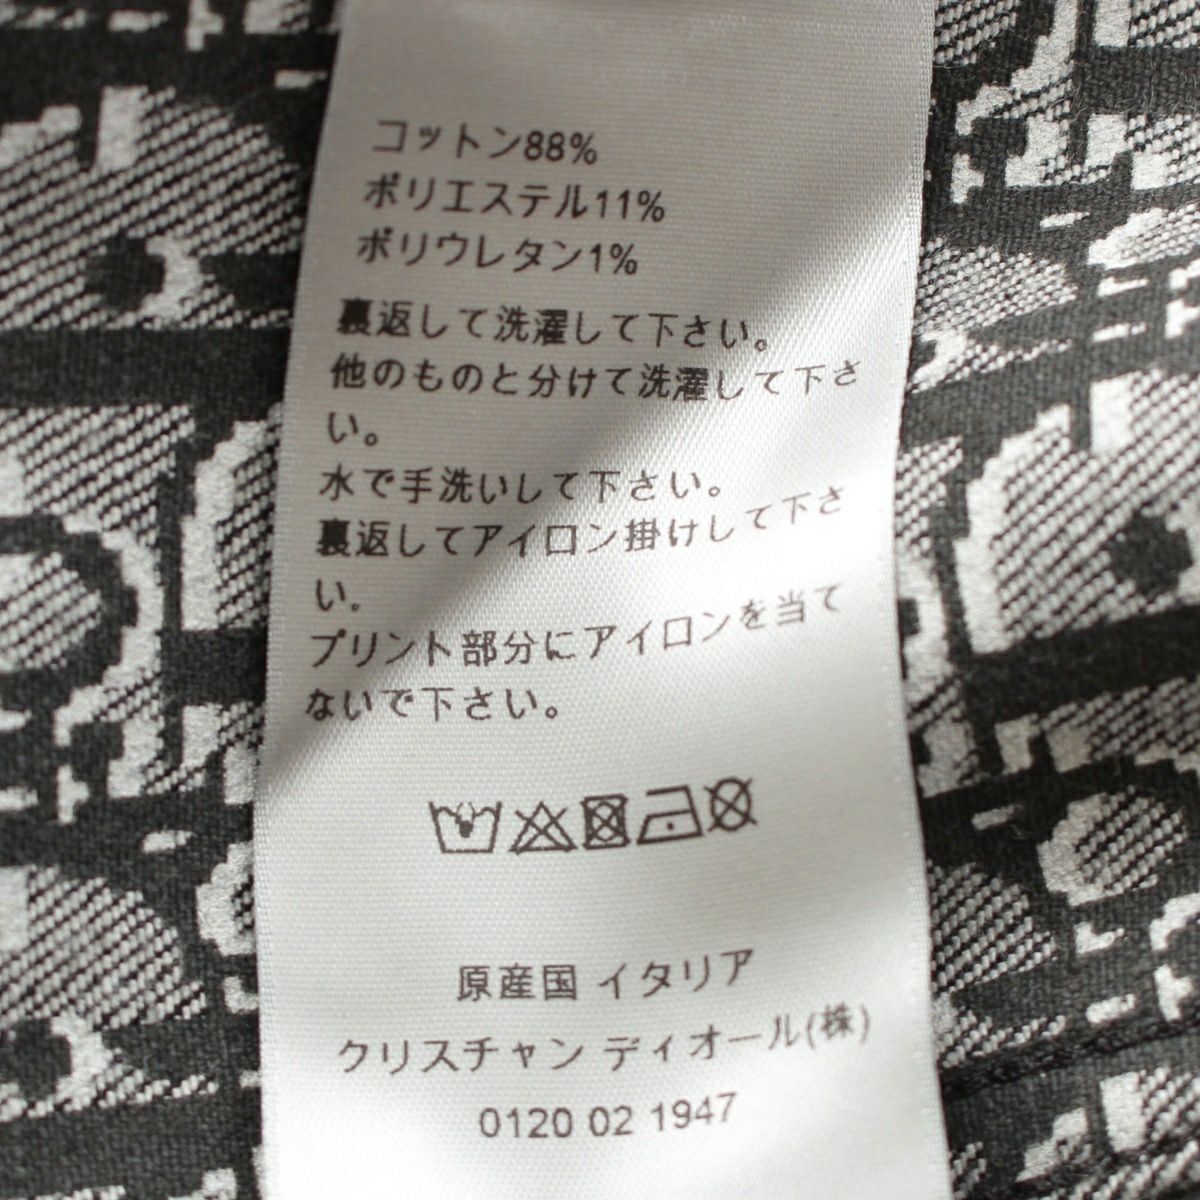 コットン88%
ポリエステル11%
ポリウレタン1%
裏返して洗濯して下さい。
他のものと分けて洗濯して下さ
い。
水で手洗いして下さい。
裏返してアイロン掛けして下さ
い。
プリント部分にアイロンを当て
ないで下さい。
原産国 イタリア
クリスチャン ディオール(株)
0120 02 1947